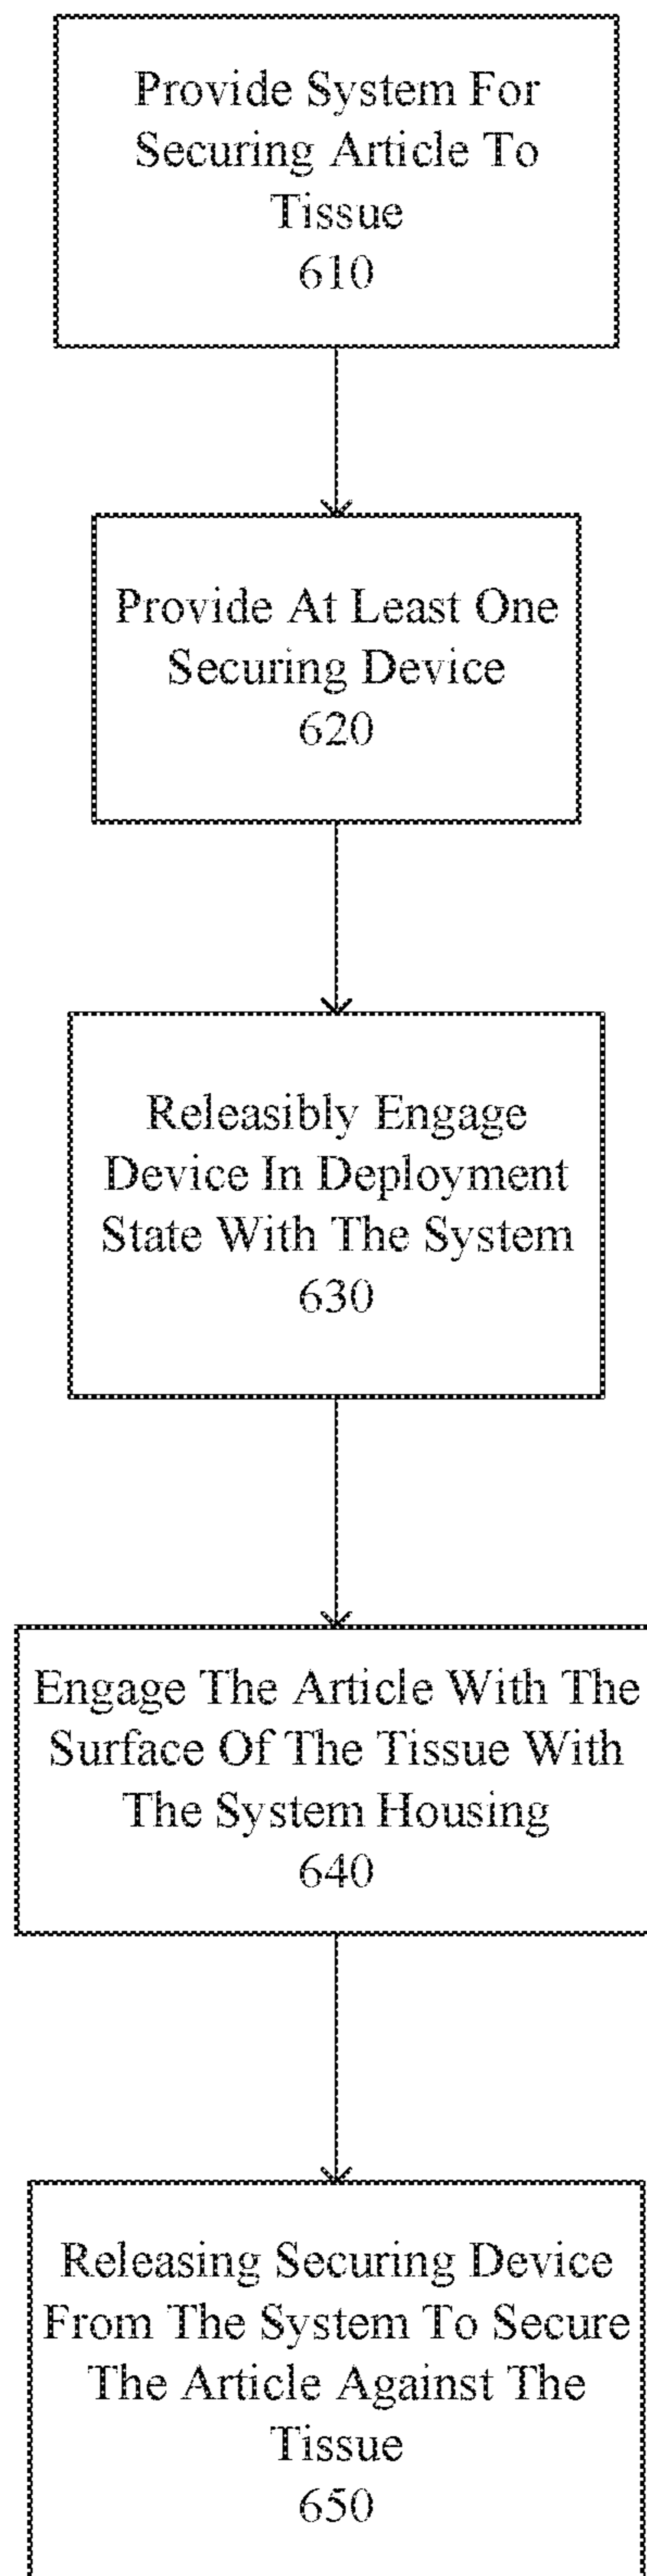 Provide System For
Securing Article To
Tissue
610
Provide At Least One
Securing Device
620
Releasibly Engage
Device In Deployment
State With The System
630
Engage The Article With The
Surface Of The Tissue With
The System Housing
640
Releasing Securing Device
From The System To Secure
The Article Against The
Tissue
650